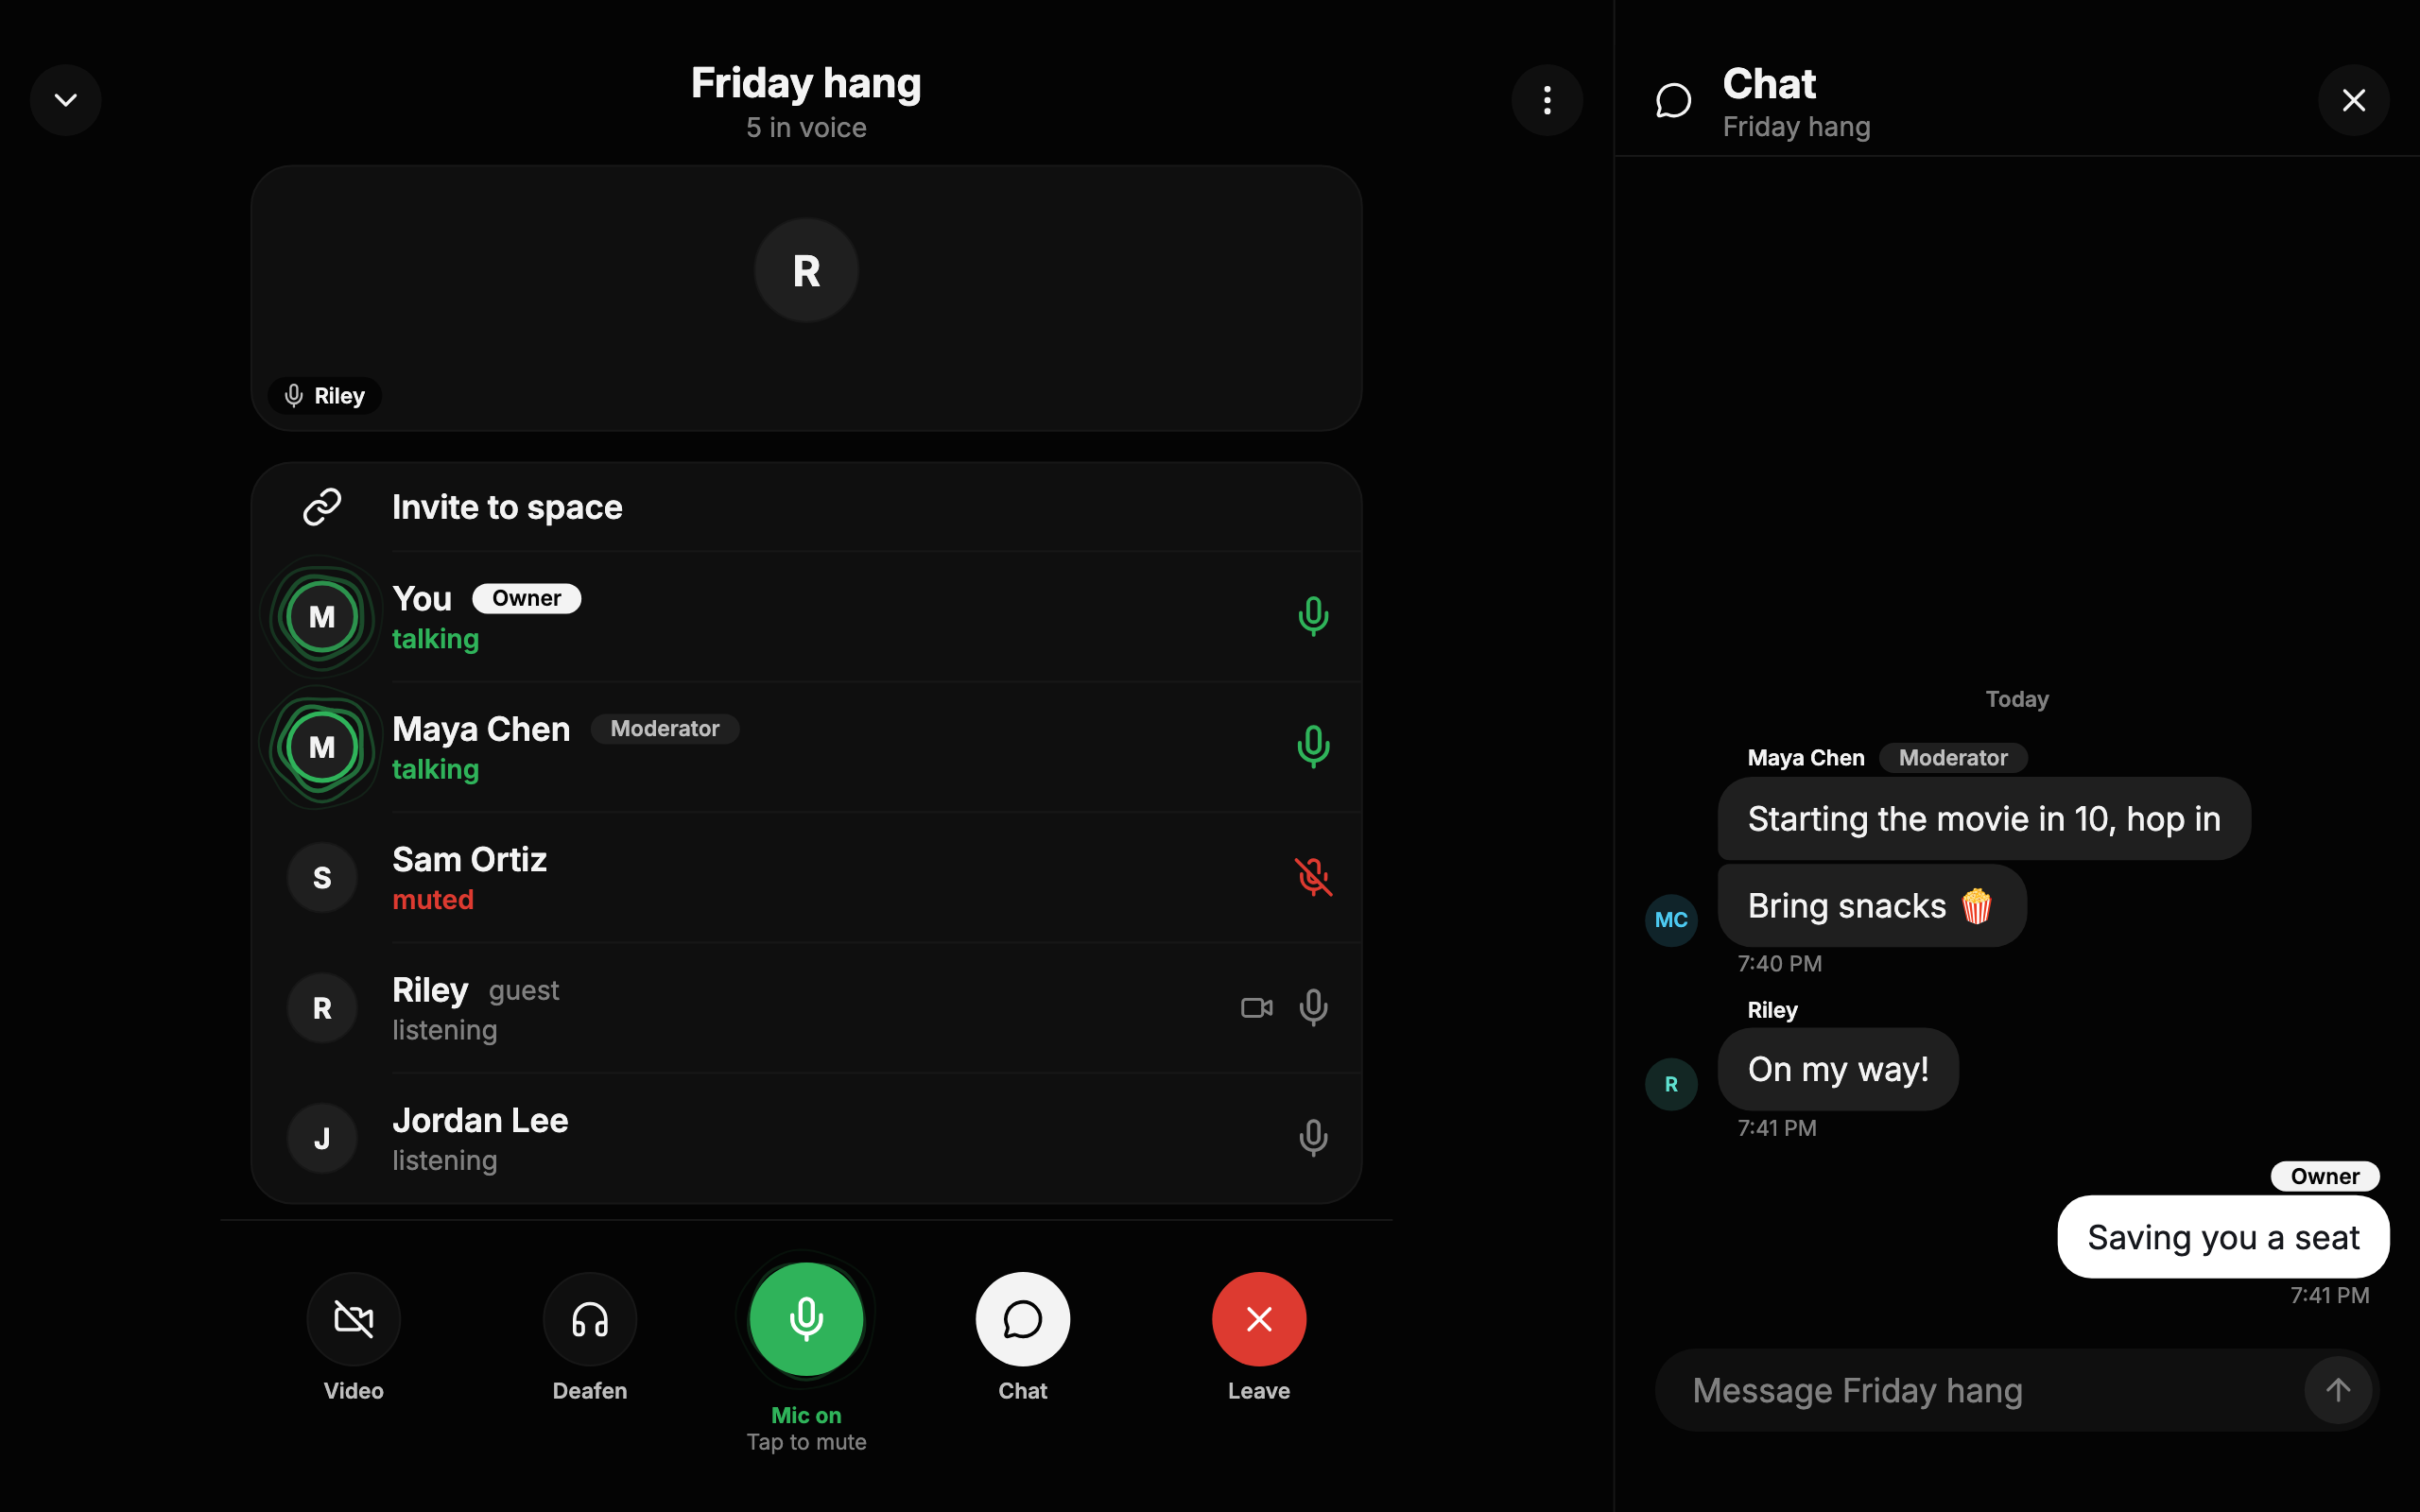 Friday hang
5 in voice
R
Riley
Invite to space
M
You Owner
talking
M
Maya Chen Moderator
talking
S
Sam Ortiz
muted
R
Riley guest
listening
J
Jordan Lee
listening
Video
Deafen
Mic on
Tap to mute
Chat
Leave
Chat
Friday hang
Today
Maya Chen Moderator
Starting the movie in 10, hop in
Bring snacks 🍿
MC
7:40 PM
Riley
On my way!
R
7:41 PM
Owner
Saving you a seat
7:41 PM
Message Friday hang